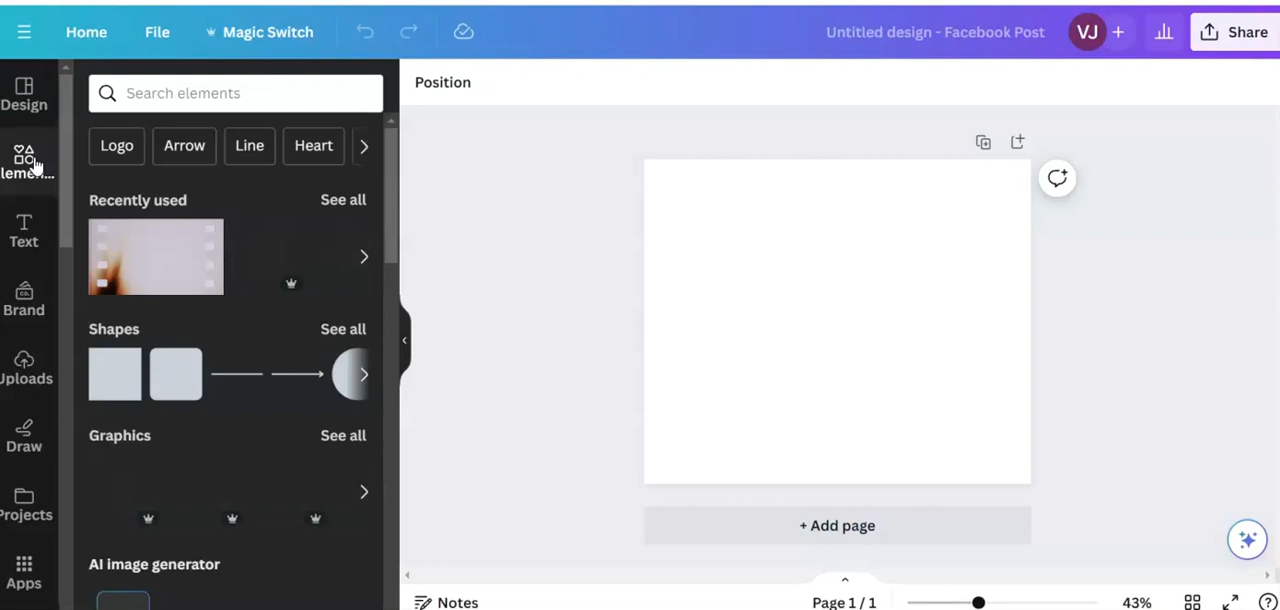 Home File Magic Switch Untitled design - Facebook Post VJ + Share
Design
Elemen...
Text
Brand
Uploads
Draw
Projects
Apps
Search elements
Logo Arrow Line Heart
Recently used See all
Shapes See all
Graphics See all
AI image generator
Position
+ Add page
Notes Page 1 / 1 43%